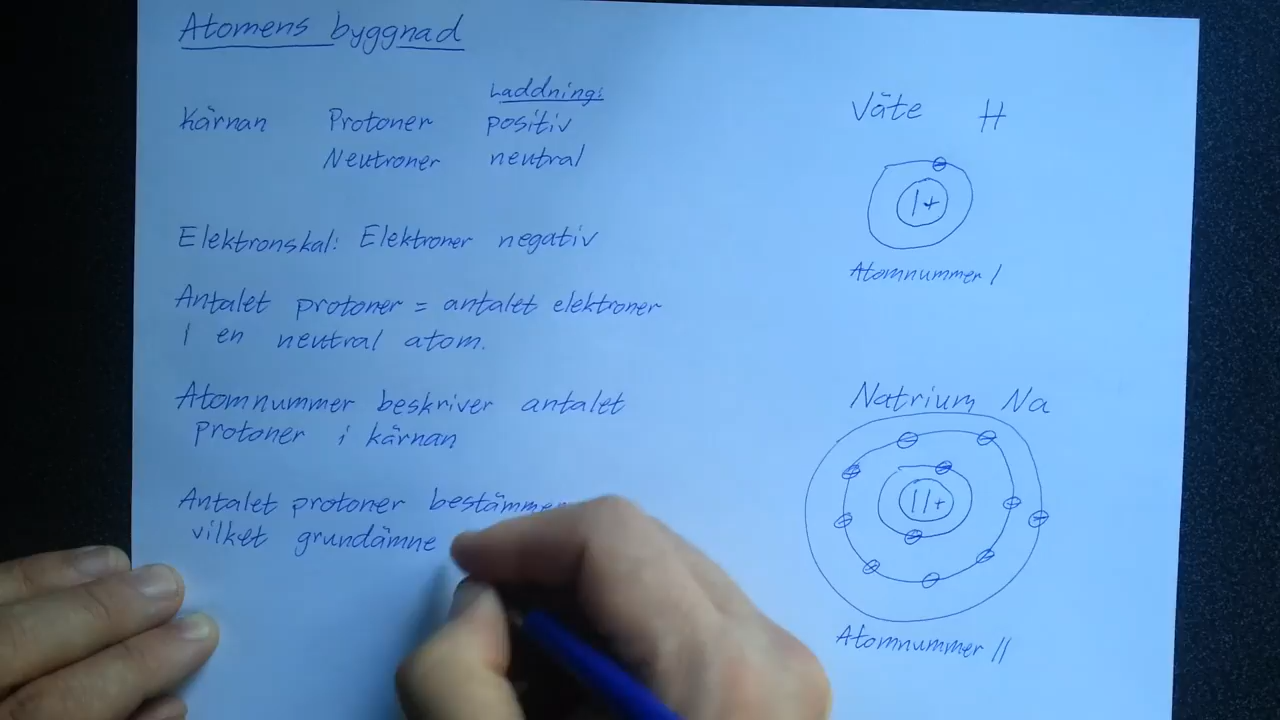 Atomens byggnad
Laddning:
Kärnan Protoner positiv
Neutroner neutral
Elektronskal: Elektroner negativ
Antalet protoner = antalet elektroner
I en neutral atom.
Atomnummer beskriver antalet
protoner i kärnan
Antalet protoner bestämmer
vilket grundämne
Väte H
1+
Atomnummer 1
Natrium Na
11+
Atomnummer 11